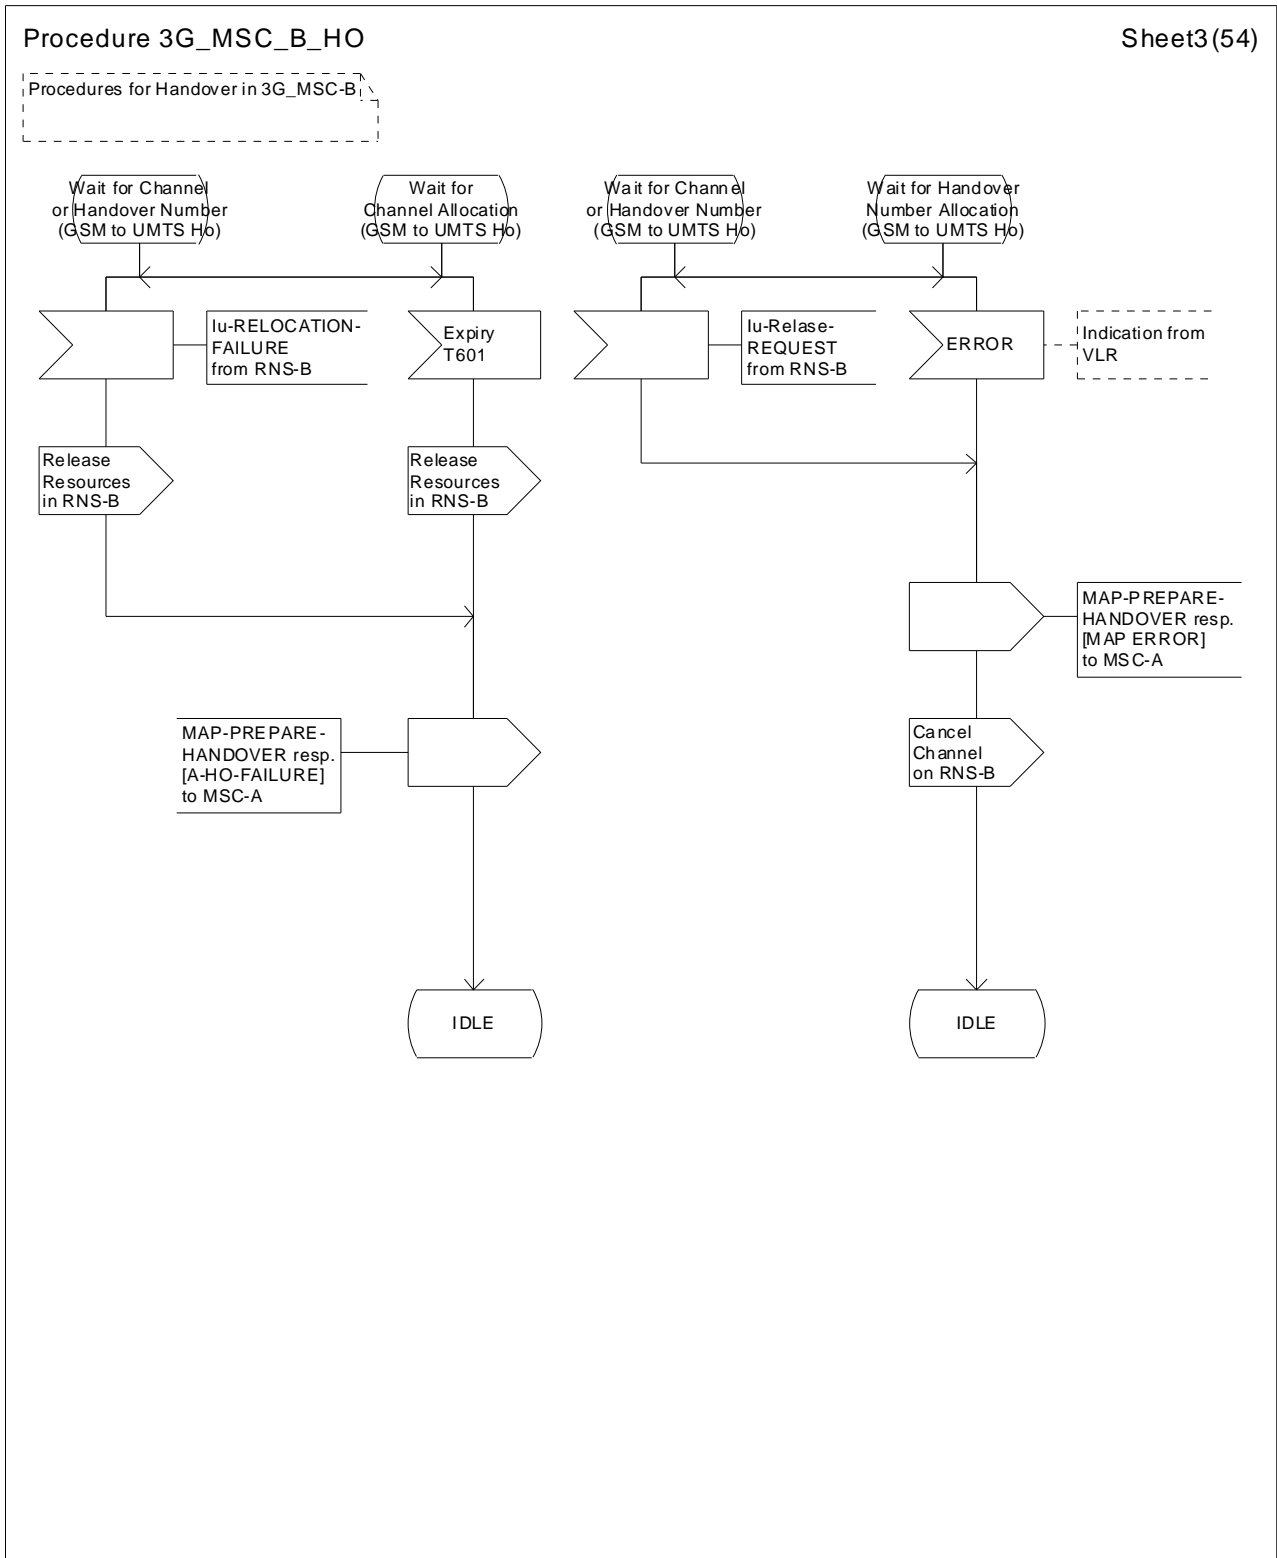 Procedure 3G_MSC_B_HO
Sheet3(54)
Procedures for Handover in 3G_MSC-B
Wait for Channel
or Handover Number
(GSM to UMTS Ho)
Wait for
Channel Allocation
(GSM to UMTS Ho)
Wait for Channel
or Handover Number
(GSM to UMTS Ho)
Wait for Handover
Number Allocation
(GSM to UMTS Ho)
Iu-RELOCATION-
FAILURE
from RNS-B
Expiry
T601
Iu-Relase-
REQUEST
from RNS-B
ERROR
Indication from
VLR
Release
Resources
in RNS-B
Release
Resources
in RNS-B
MAP-PREPARE-
HANDOVER resp.
[MAP ERROR]
to MSC-A
MAP-PREPARE-
HANDOVER resp.
[A-HO-FAILURE]
to MSC-A
Cancel
Channel
on RNS-B
IDLE
IDLE